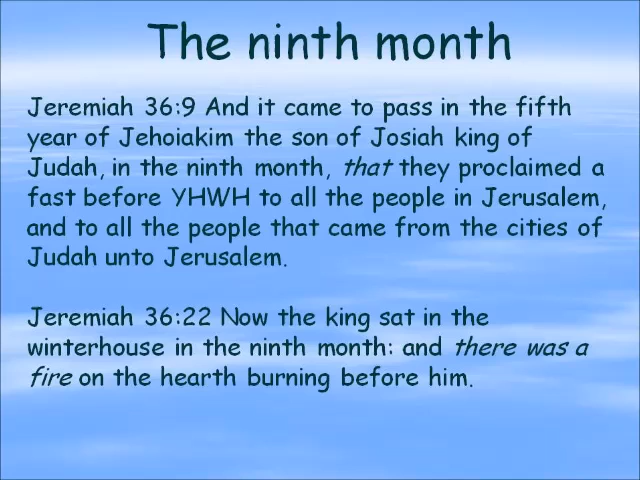 The ninth month
Jeremiah 36:9 And it came to pass in the fifth
year of Jehoiakim the son of Josiah king of
Judah, in the ninth month, that they proclaimed a
fast before YHWH to all the people in Jerusalem,
and to all the people that came from the cities of
Judah unto Jerusalem.
Jeremiah 36:22 Now the king sat in the
winterhouse in the ninth month: and there was a
fire on the hearth burning before him.